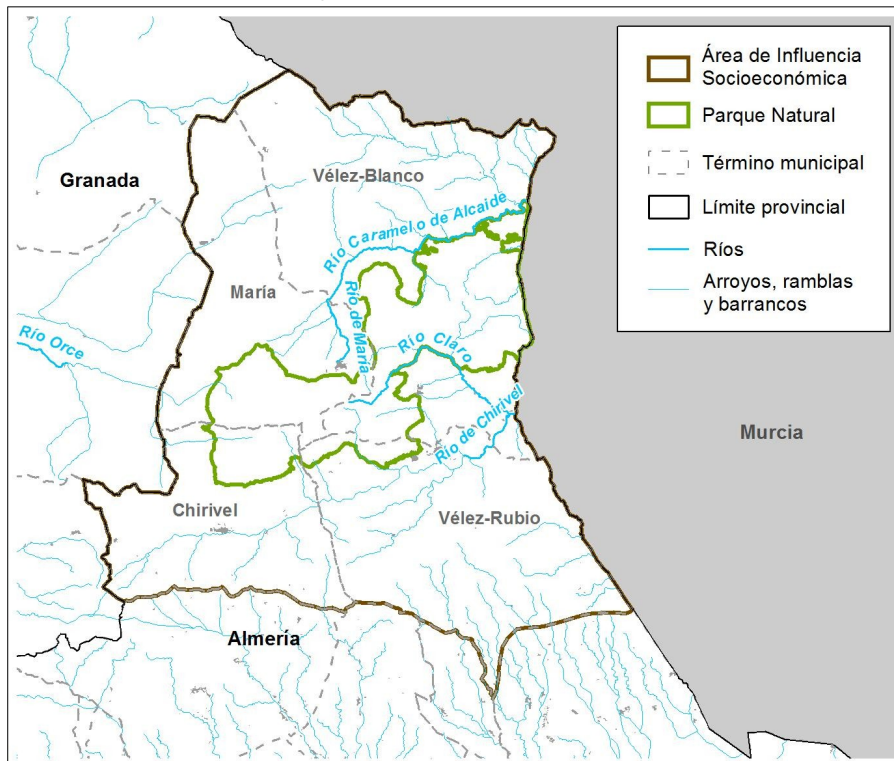 Área de Influencia
Socioeconómica
Parque Natural
Término municipal
Límite provincial
Ríos
Arroyos, ramblas
y barrancos
Granada
Vélez-Blanco
Río Caramelo de Alcaide
María
Río de María
Río Claro
Río Orce
Río de Chirivel
Murcia
Chirivel
Vélez-Rubio
Almería